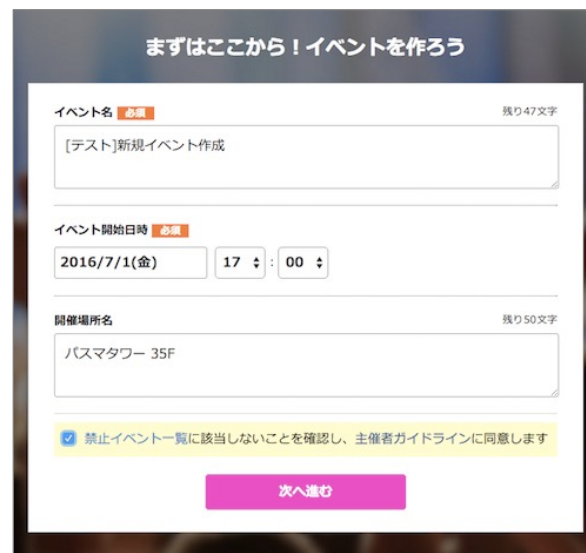 まずはここから！イベントを作ろう
イベント名 必須 残り47文字
[テスト]新規イベント作成
イベント開始日時 必須
2016/7/1(金) 17 : 00
開催場所名 残り50文字
パスマタワー 35F
禁止イベント一覧に該当しないことを確認し、主催者ガイドラインに同意します
次へ進む